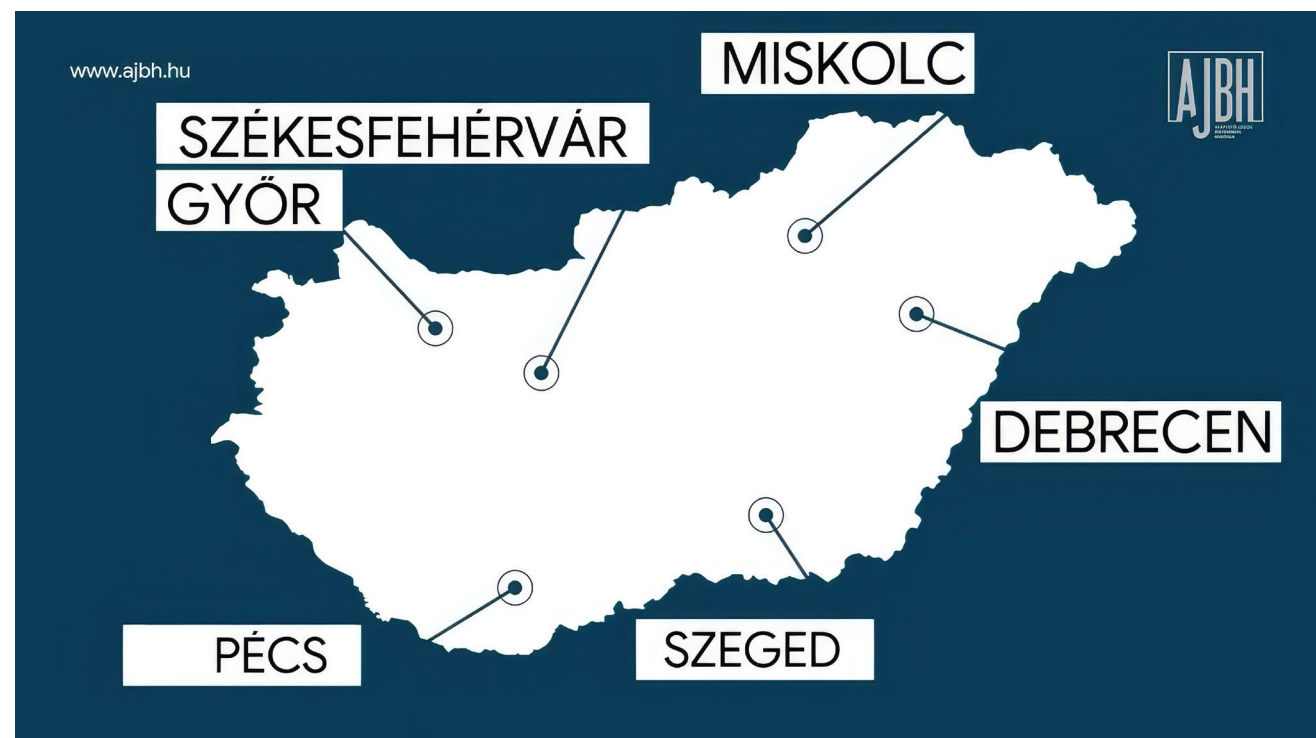 www.ajbh.hu
MISKOLC
AJBH
SZÉKESFEHÉRVÁR
GYŐR
DEBRECEN
PÉCS
SZEGED